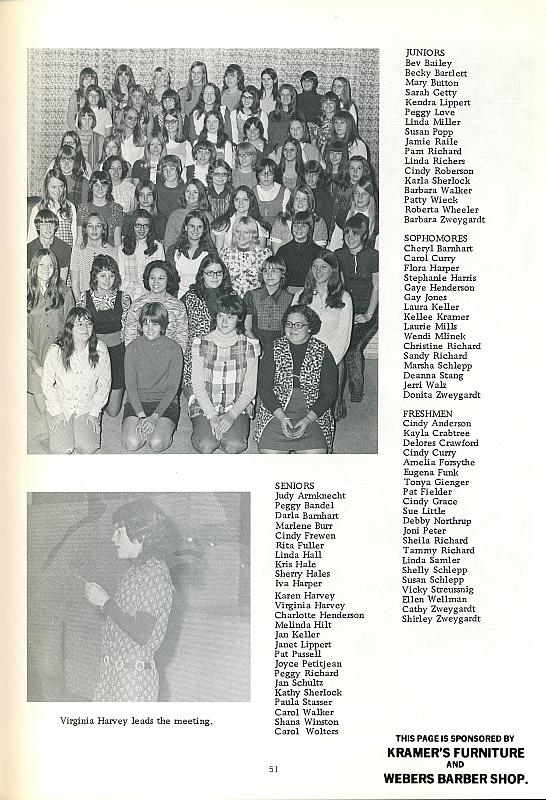 JUNIORS
Bev Bailey
Becky Bartlett
Mary Button
Sarah Getty
Kendra Lippert
Peggy Love
Linda Miller
Susan Popp
Jamie Raile
Pam Richard
Linda Richers
Cindy Roberson
Karla Sherlock
Barbara Walker
Patty Wieck
Roberta Wheeler
Barbara Zweygardt
SOPHOMORES
Cheryl Barnhart
Carol Curry
Flora Harper
Stephanie Harris
Gaye Henderson
Gay Jones
Laura Keller
Kellee Kramer
Laurie Mills
Wendi Mlinek
Christine Richard
Sandy Richard
Marsha Schlepp
Deanna Stang
Jerri Walz
Donita Zweygardt
FRESHMEN
Cindy Anderson
Kayla Crabtree
Delores Crawford
Cindy Curry
Amelia Forsythe
Eugena Funk
Tonya Gienger
Pat Fielder
Cindy Grace
Sue Little
Debby Northrup
Joni Peter
Sheila Richard
Tammy Richard
Linda Samler
Shelly Schlepp
Susan Schlepp
Vicky Streussnig
Ellen Wellman
Cathy Zweygardt
Shirley Zweygardt
SENIORS
Judy Armknecht
Peggy Bandel
Darla Barnhart
Marlene Burr
Cindy Frewen
Rita Fuller
Linda Hall
Kris Hale
Sherry Hales
Iva Harper
Karen Harvey
Virginia Harvey
Charlotte Henderson
Melinda Hilt
Jan Keller
Janet Lippert
Pat Passell
Joyce Petitjean
Peggy Richard
Jan Schultz
Kathy Sherlock
Paula Stasser
Carol Walker
Shana Winston
Carol Wolters
Virginia Harvey leads the meeting.
51
THIS PAGE IS SPONSORED BY
KRAMER'S FURNITURE
AND
WEBERS BARBER SHOP.